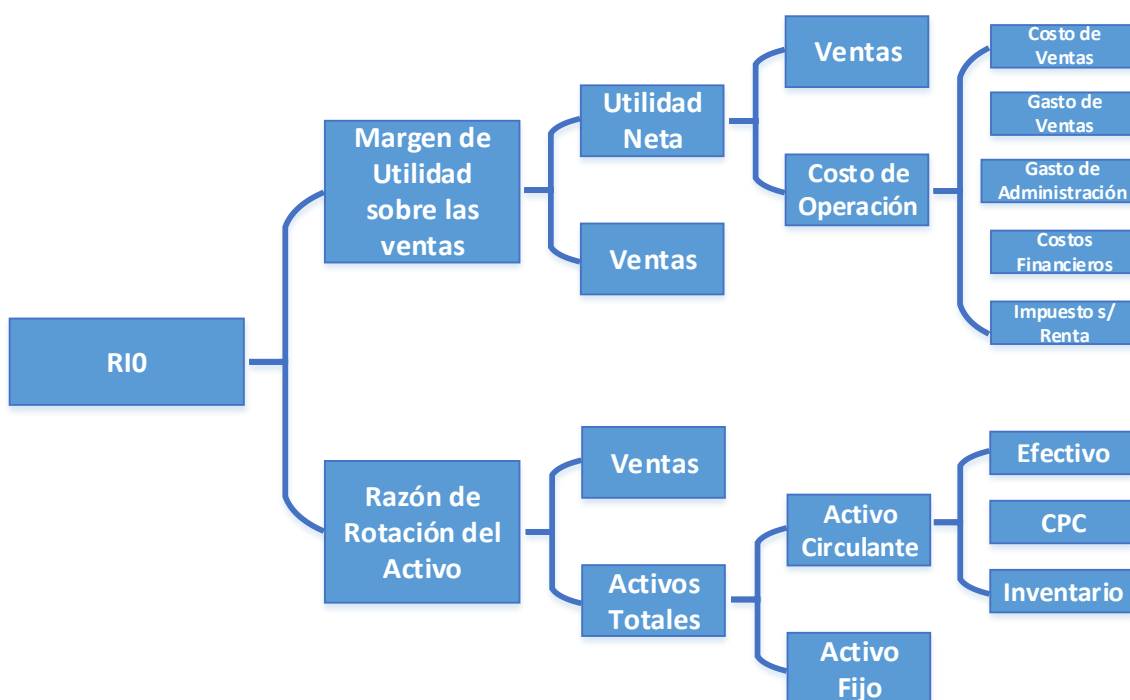 RI0
Margen de
Utilidad
sobre las
ventas
Utilidad
Neta
Ventas
Ventas
Costo de
Operación
Costo de
Ventas
Gasto de
Ventas
Gasto de
Administración
Costos
Financieros
Impuesto s/
Renta
Razón de
Rotación del
Activo
Ventas
Activos
Totales
Activo
Circulante
Activo
Fijo
Efectivo
CPC
Inventario